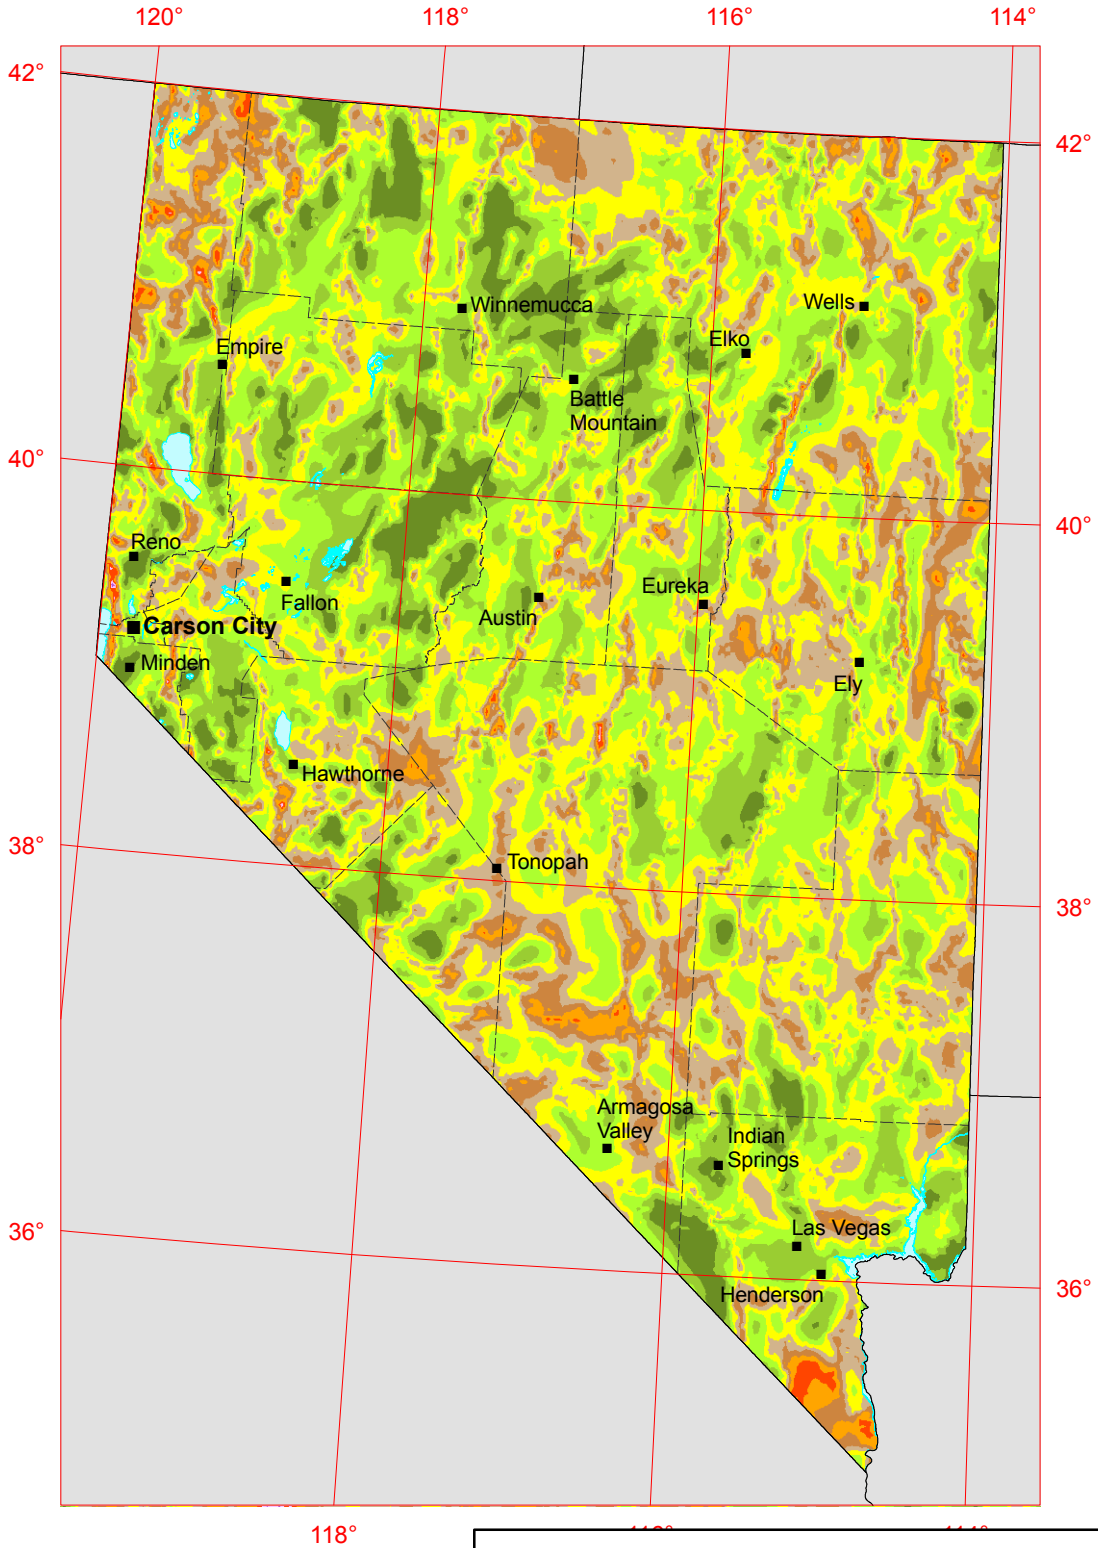 120°
118°
116°
114°
42°
42°
Winnemucca
Wells
Elko
Empire
Battle
Mountain
40°
40°
Reno
Eureka
Fallon
Austin
Carson City
Minden
Ely
Hawthorne
38°
Tonopah
38°
Armagosa
Valley
Indian
Springs
36°
Las Vegas
36°
Henderson
118°